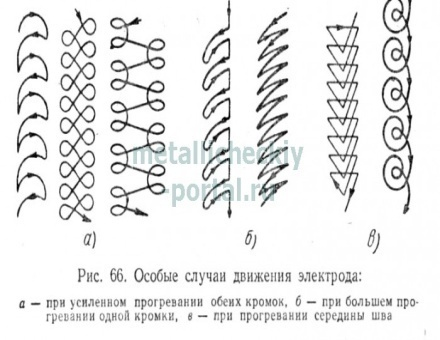 metallicheckiy
-portal.ru
а)
б)
в)
Рис. 66. Особые случаи движения электрода:
а — при усиленном прогревании обеих кромок, б — при большем про-
гревании одной кромки, в — при прогревании середины шва